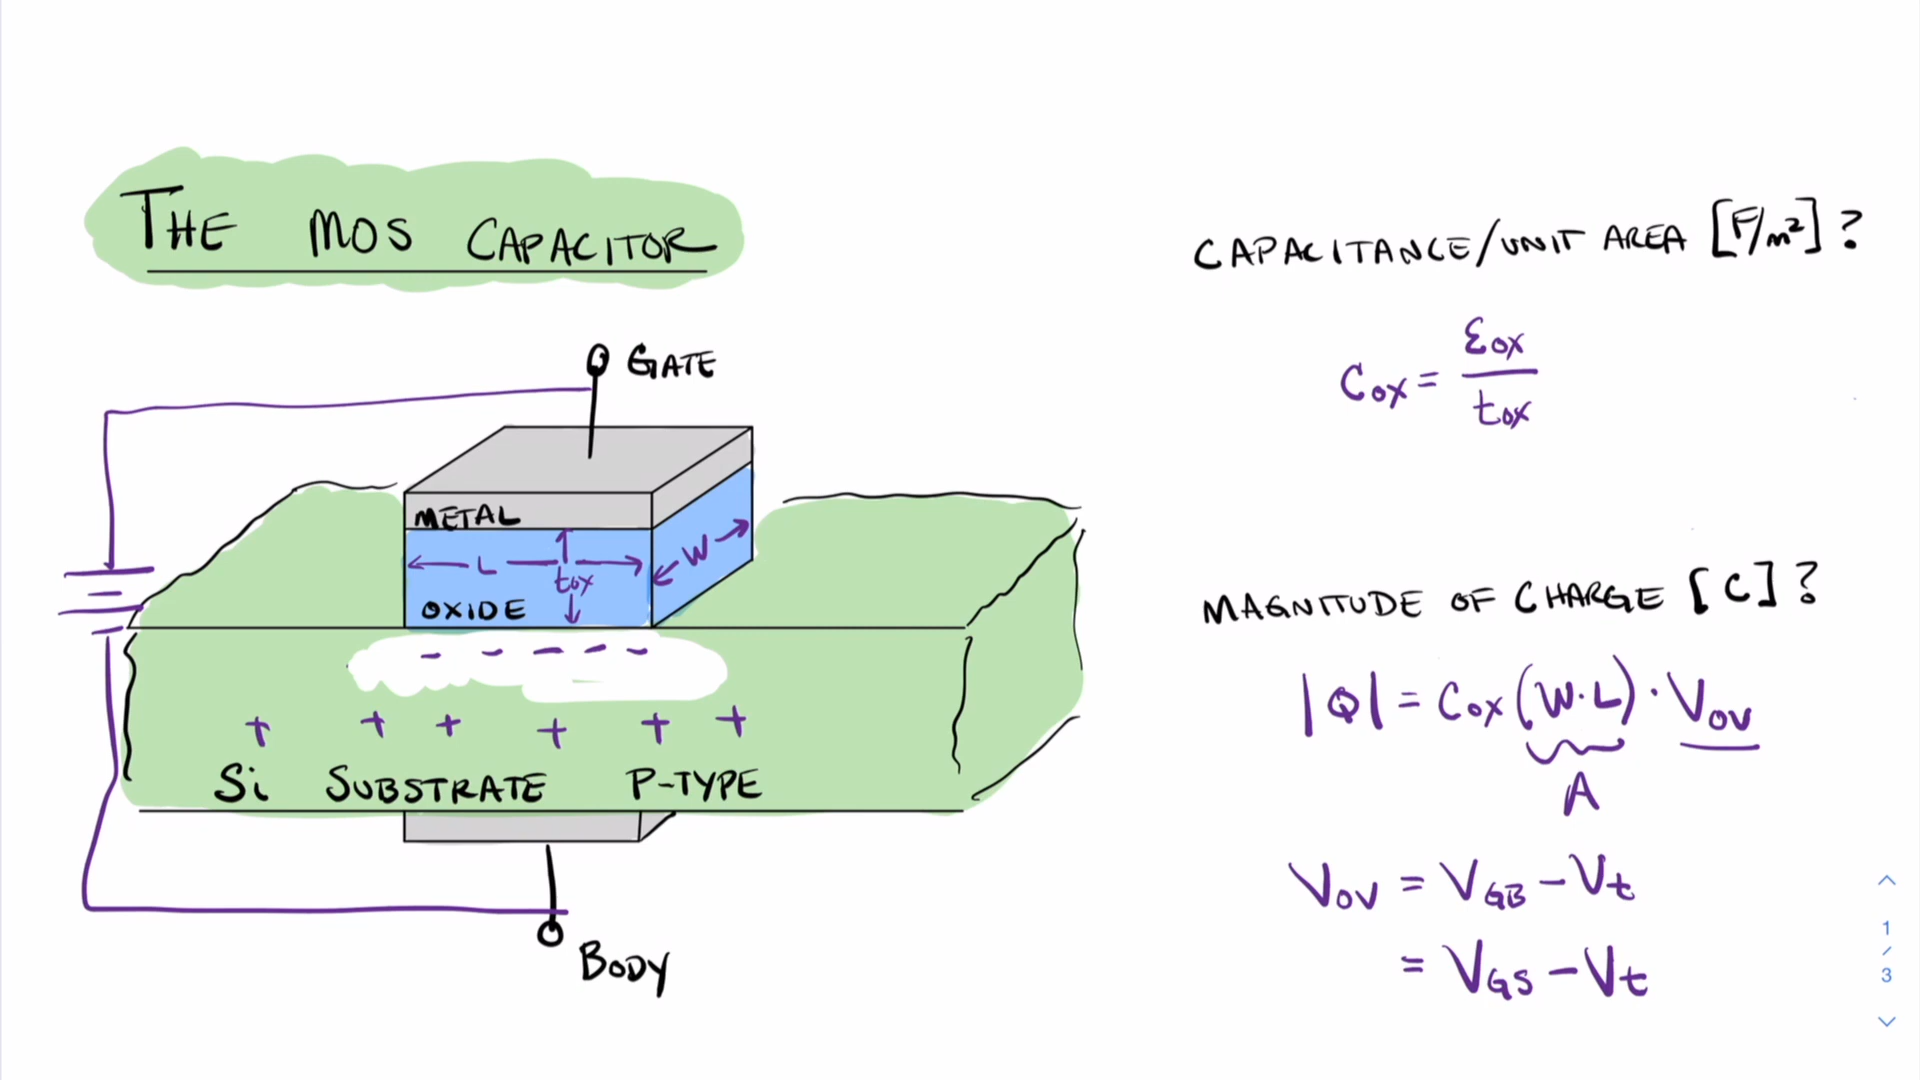 THE MOS CAPACITOR
GATE
METAL
L
tox
W
OXIDE
- - - - -
+ + + + + +
Si SUBSTRATE P-TYPE
BODY
CAPACITANCE/UNIT AREA [F/m²]?
Cox = εox / tox
MAGNITUDE OF CHARGE [C]?
|Q| = Cox (W·L) · Vov
A
Vov = VGB - Vt
= VGS - Vt
1
/
3